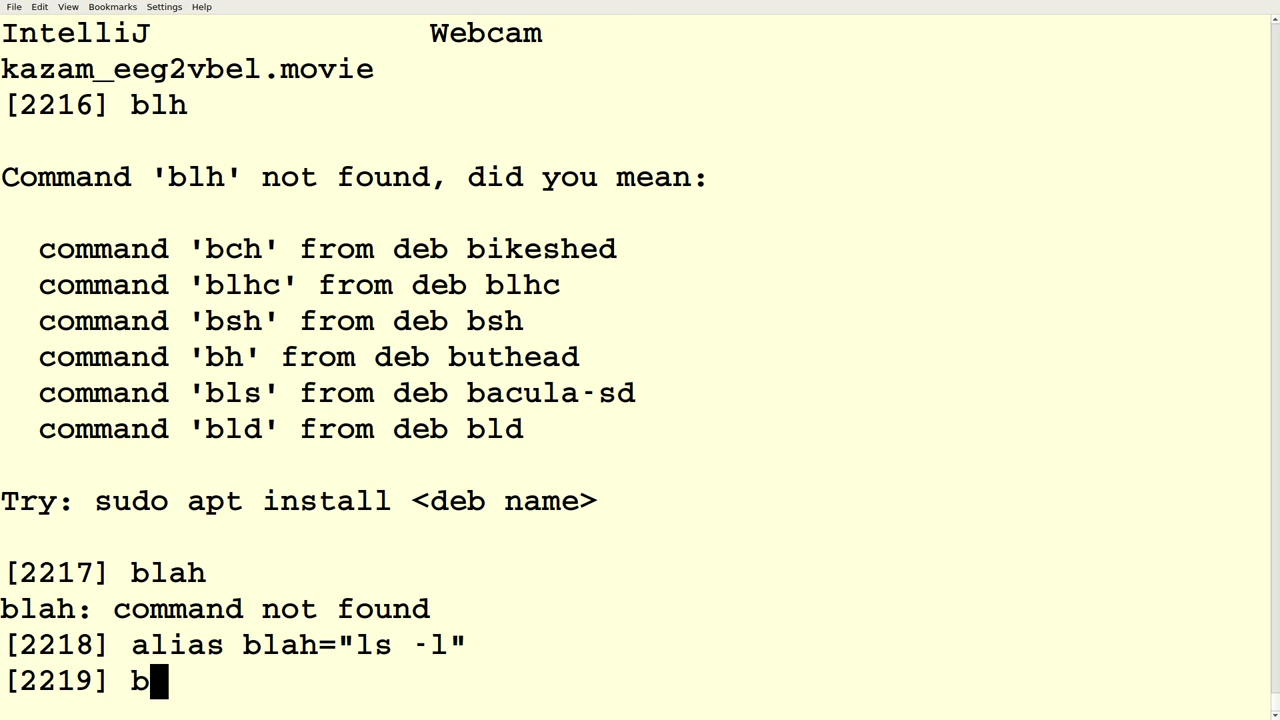 File Edit View Bookmarks Settings Help
IntelliJ Webcam
kazam_eeg2vbel.movie
[2216] blh
Command 'blh' not found, did you mean:
command 'bch' from deb bikeshed
command 'blhc' from deb blhc
command 'bsh' from deb bsh
command 'bh' from deb buthead
command 'bls' from deb bacula-sd
command 'bld' from deb bld
Try: sudo apt install <deb name>
[2217] blah
blah: command not found
[2218] alias blah="ls -l"
[2219] b